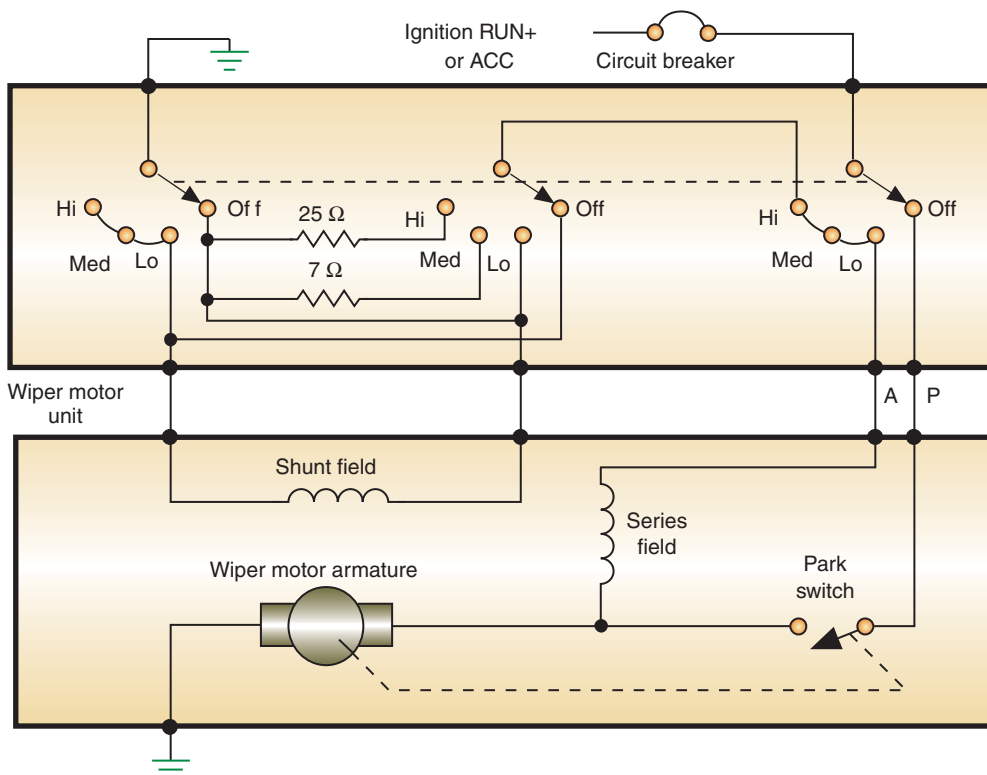 Ignition RUN+
or ACC
Circuit breaker
Hi
Med
Lo
Of f
25 Ω
7 Ω
Hi
Med
Lo
Off
Hi
Med
Lo
Off
Wiper motor
unit
A
P
Shunt field
Series
field
Wiper motor armature
Park
switch